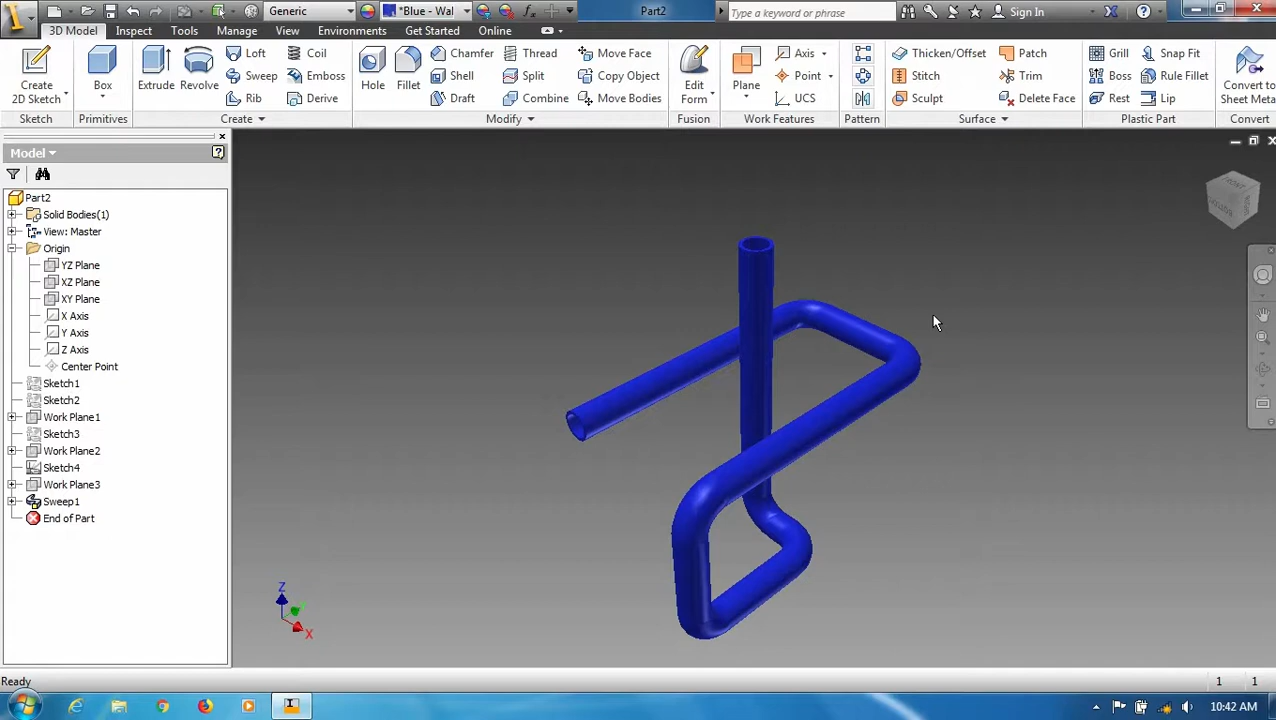 Generic
*Blue - Wal
Part2
Type a keyword or phrase
Sign In
3D Model
Inspect
Tools
Manage
View
Environments
Get Started
Online
Create
2D Sketch
Sketch
Box
Primitives
Extrude
Revolve
Loft
Sweep
Rib
Coil
Emboss
Derive
Create
Hole
Fillet
Chamfer
Shell
Draft
Thread
Split
Combine
Move Face
Copy Object
Move Bodies
Modify
Edit
Form
Fusion
Plane
Axis
Point
UCS
Work Features
Pattern
Thicken/Offset
Stitch
Sculpt
Patch
Trim
Delete Face
Surface
Grill
Boss
Rest
Snap Fit
Rule Fillet
Lip
Plastic Part
Convert to
Sheet Meta
Convert
Model
Part2
Solid Bodies(1)
View: Master
Origin
YZ Plane
XZ Plane
XY Plane
X Axis
Y Axis
Z Axis
Center Point
Sketch1
Sketch2
Work Plane1
Sketch3
Work Plane2
Sketch4
Work Plane3
Sweep1
End of Part
FRONT
Z
X
Ready
1
1
10:42 AM